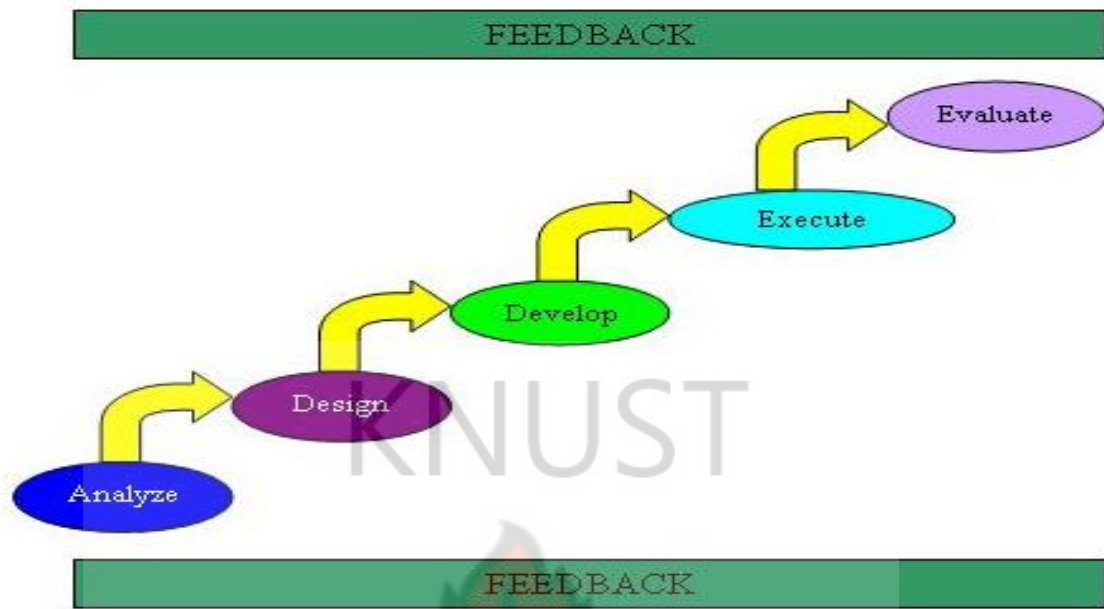 FEEDBACK
Evaluate
Execute
Develop
Design
KNUST
Analyze
FEEDBACK